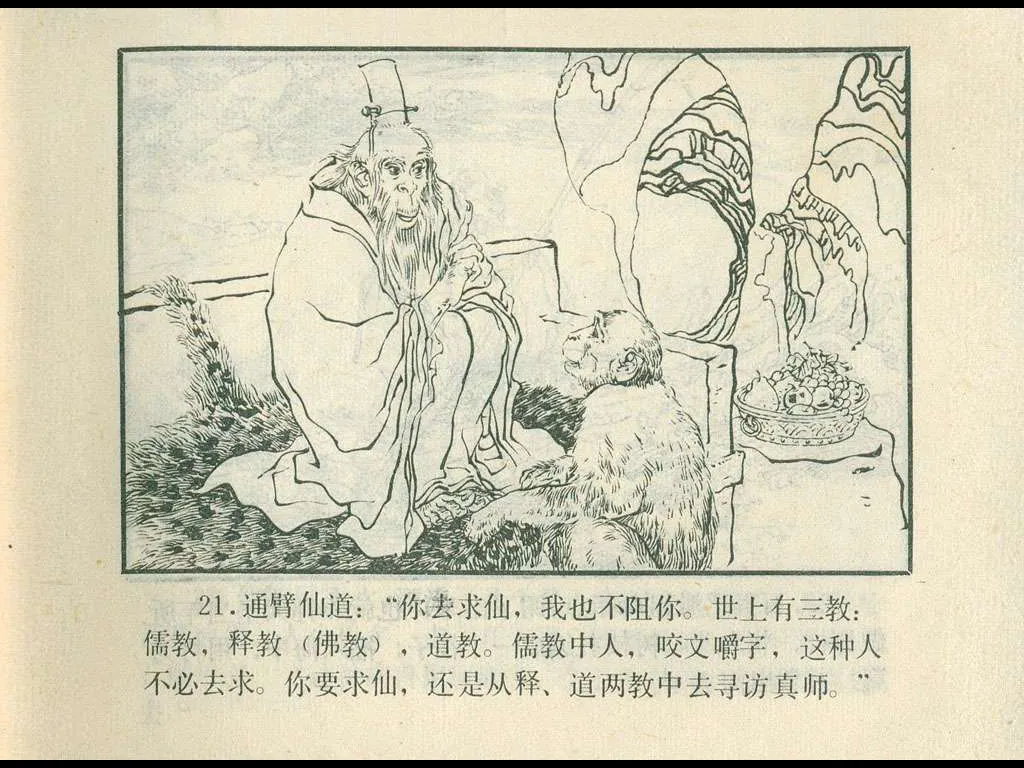 21.通臂仙道：“你去求仙，我也不阻你。世上有三教：
儒教，释教（佛教），道教。儒教中人，咬文嚼字，这种人
不必去求。你要求仙，还是从释、道两教中去寻访真师。”